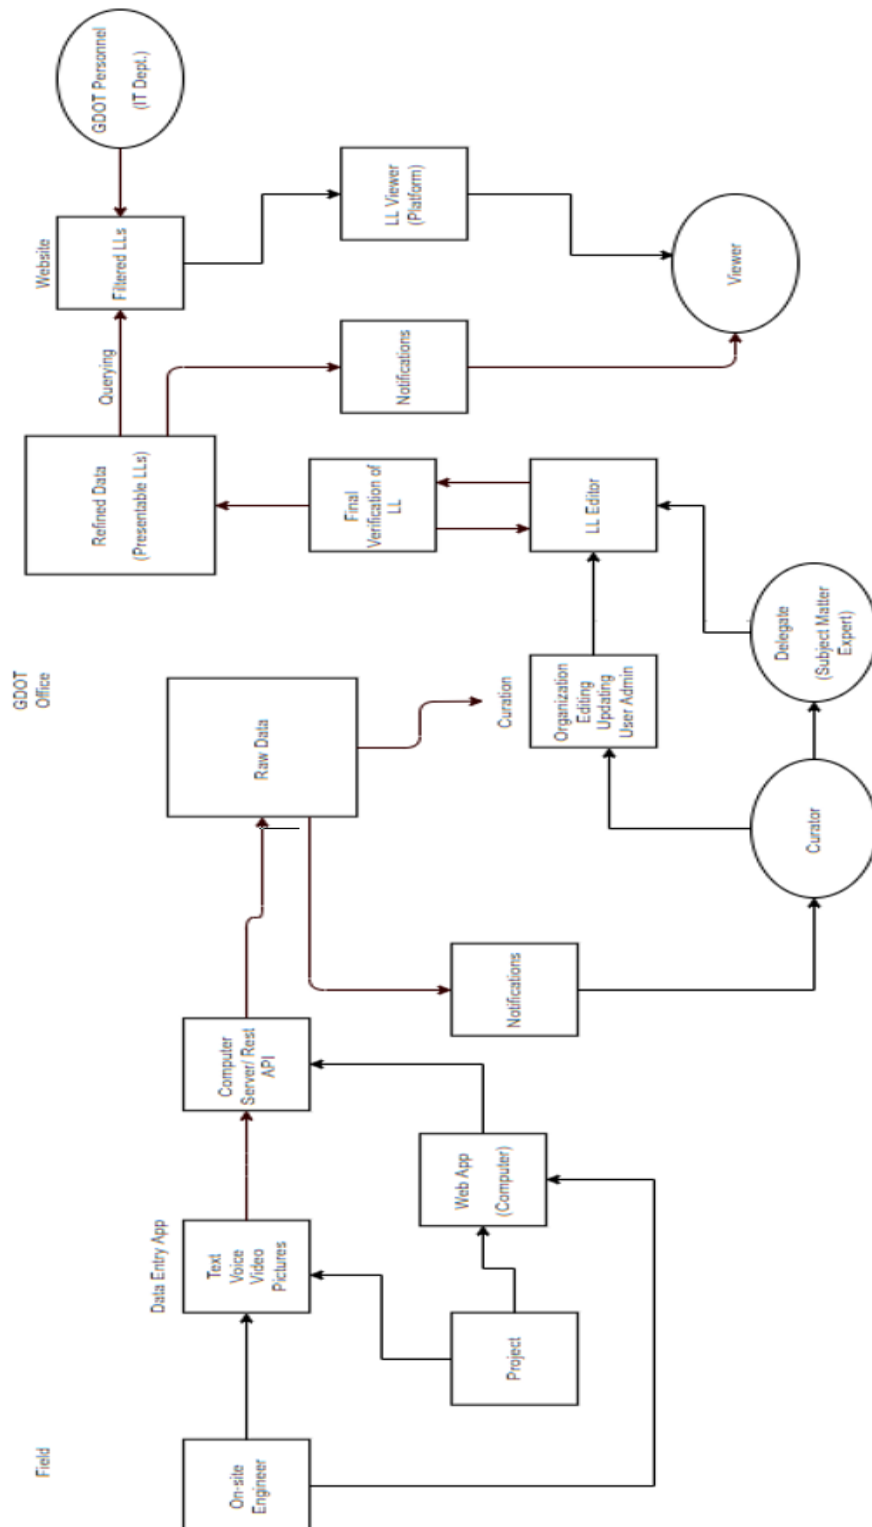 Field
GDOT
Office
Website
On-site
Engineer
Data Entry App
Text
Voice
Video
Pictures
Project
Web App
(Computer)
Computer
Server/ Rest
API
Notifications
Raw Data
Curator
Curation
Organization
Editing
Updating
User Admin
Delegate
(Subject Matter
Expert)
LL Editor
Final
Verification of
LL
Refined Data
(Presentable LLs)
Querying
Notifications
Filtered LLs
LL Viewer
(Platform)
Viewer
GDOT Personnel
(IT Dept.)